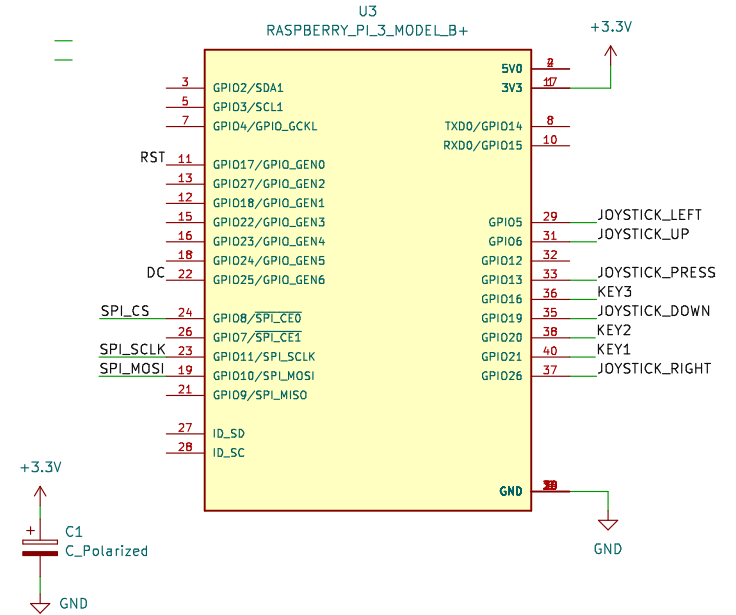 U3
RASPBERRY_PI_3_MODEL_B+
+3.3V
5V0
3V3
3 GPIO2/SDA1
5 GPIO3/SCL1
7 GPIO4/GPIO_GCKL
TXD0/GPIO14 8
RXD0/GPIO15 10
RST 11 GPIO17/GPIO_GEN0
13 GPIO27/GPIO_GEN2
12 GPIO18/GPIO_GEN1
15 GPIO22/GPIO_GEN3
16 GPIO23/GPIO_GEN4
18 GPIO24/GPIO_GEN5
DC 22 GPIO25/GPIO_GEN6
GPIO5 29 JOYSTICK_LEFT
GPIO6 31 JOYSTICK_UP
GPIO12 32
GPIO13 33 JOYSTICK_PRESS
GPIO16 36 KEY3
GPIO19 35 JOYSTICK_DOWN
GPIO20 38 KEY2
GPIO21 40 KEY1
GPIO26 37 JOYSTICK_RIGHT
SPI_CS 24 GPIO8/SPI_CE0
26 GPIO7/SPI_CE1
SPI_SCLK 23 GPIO11/SPI_SCLK
SPI_MOSI 19 GPIO10/SPI_MOSI
21 GPIO9/SPI_MISO
27 ID_SD
28 ID_SC
GND
GND
+3.3V
+
C1
C_Polarized
GND